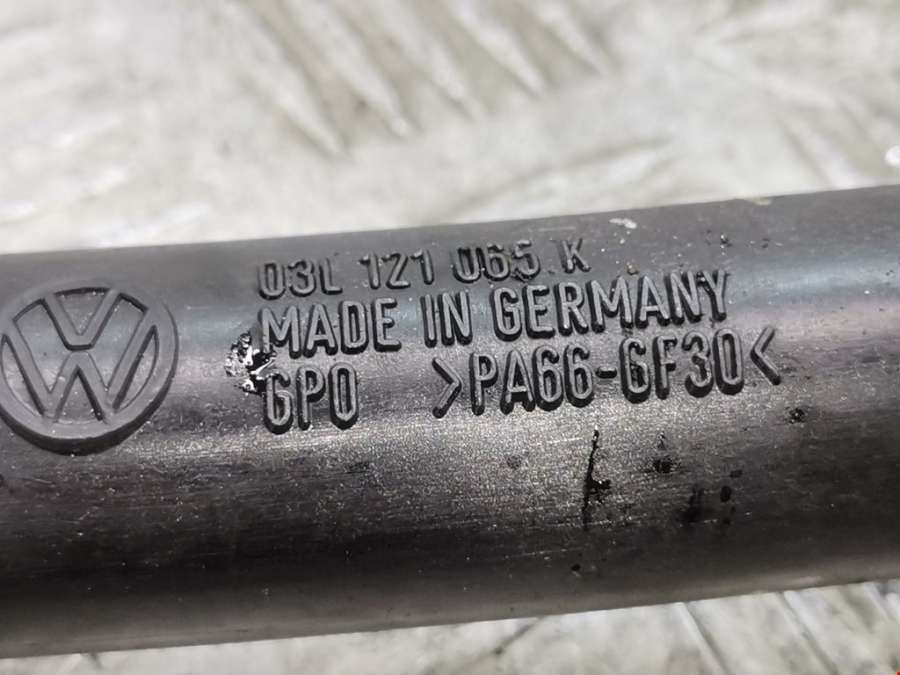 03L 121 065 K
MADE IN GERMANY
GPO >PA66-GF30<